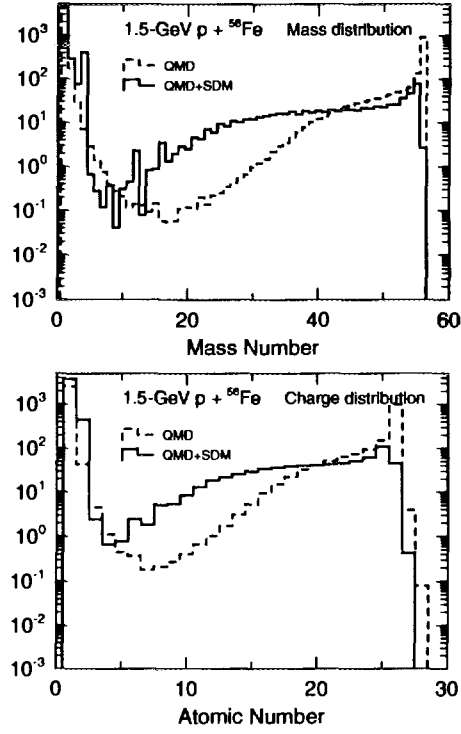 1.5-GeV p + ⁵⁶Fe Mass distribution
QMD
QMD+SDM
10³
10²
10¹
10⁰
10⁻¹
10⁻²
10⁻³
0 20 40 60
Mass Number
1.5-GeV p + ⁵⁶Fe Charge distribution
QMD
QMD+SDM
10³
10²
10¹
10⁰
10⁻¹
10⁻²
10⁻³
0 10 20 30
Atomic Number